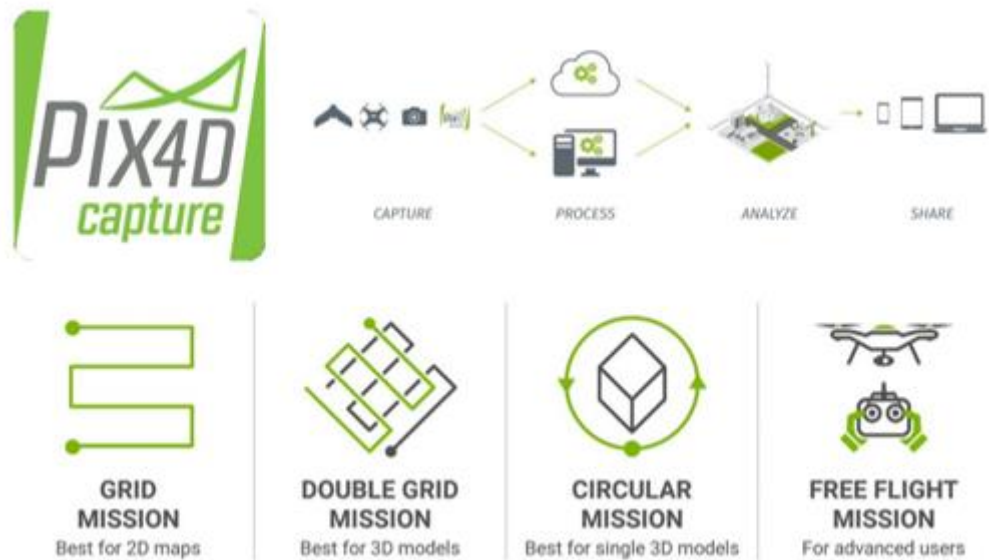 PIX4D
capture
CAPTURE
PROCESS
ANALYZE
SHARE
GRID
MISSION
Best for 2D maps
DOUBLE GRID
MISSION
Best for 3D models
CIRCULAR
MISSION
Best for single 3D models
FREE FLIGHT
MISSION
For advanced users